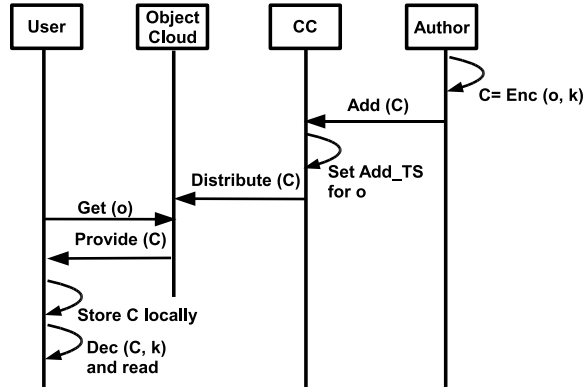 User
Object
Cloud
CC
Author
C= Enc (o, k)
Add (C)
Set Add_TS
for o
Distribute (C)
Get (o)
Provide (C)
Store C locally
Dec (C, k)
and read